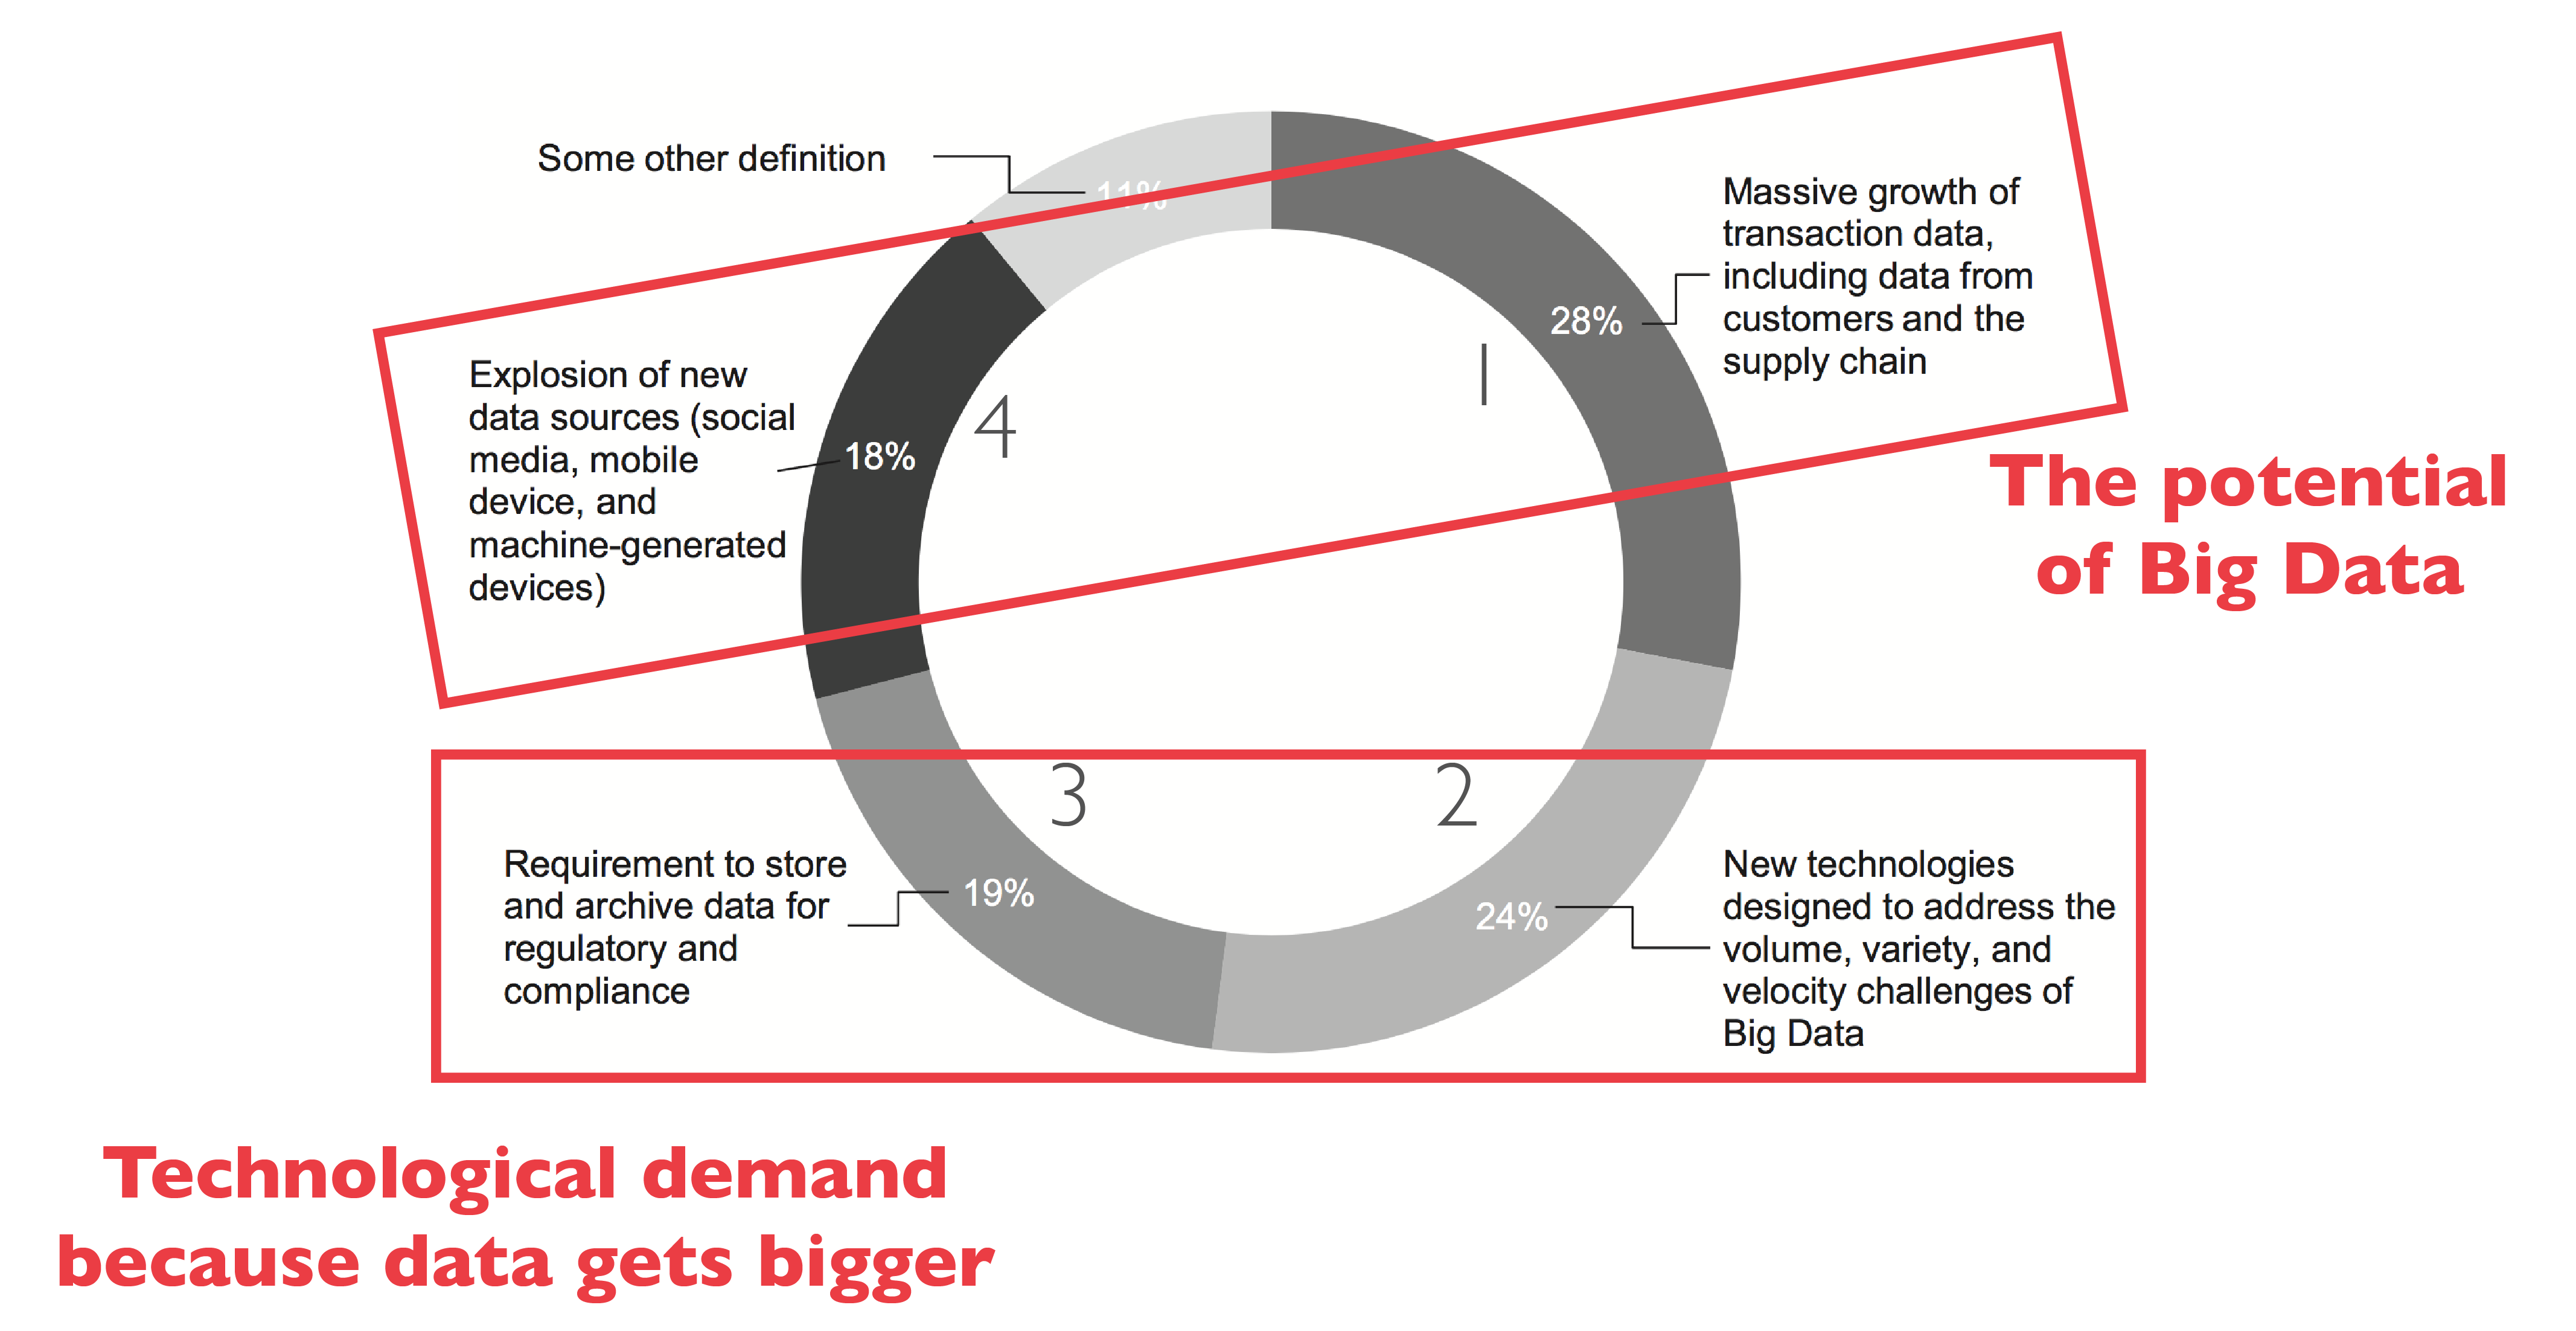 Some other definition
11%
Massive growth of
transaction data,
including data from
customers and the
supply chain
28%
1
Explosion of new
data sources (social
media, mobile
device, and
machine-generated
devices)
18%
4
The potential
of Big Data
3
2
Requirement to store
and archive data for
regulatory and
compliance
19%
24%
New technologies
designed to address the
volume, variety, and
velocity challenges of
Big Data
Technological demand
because data gets bigger